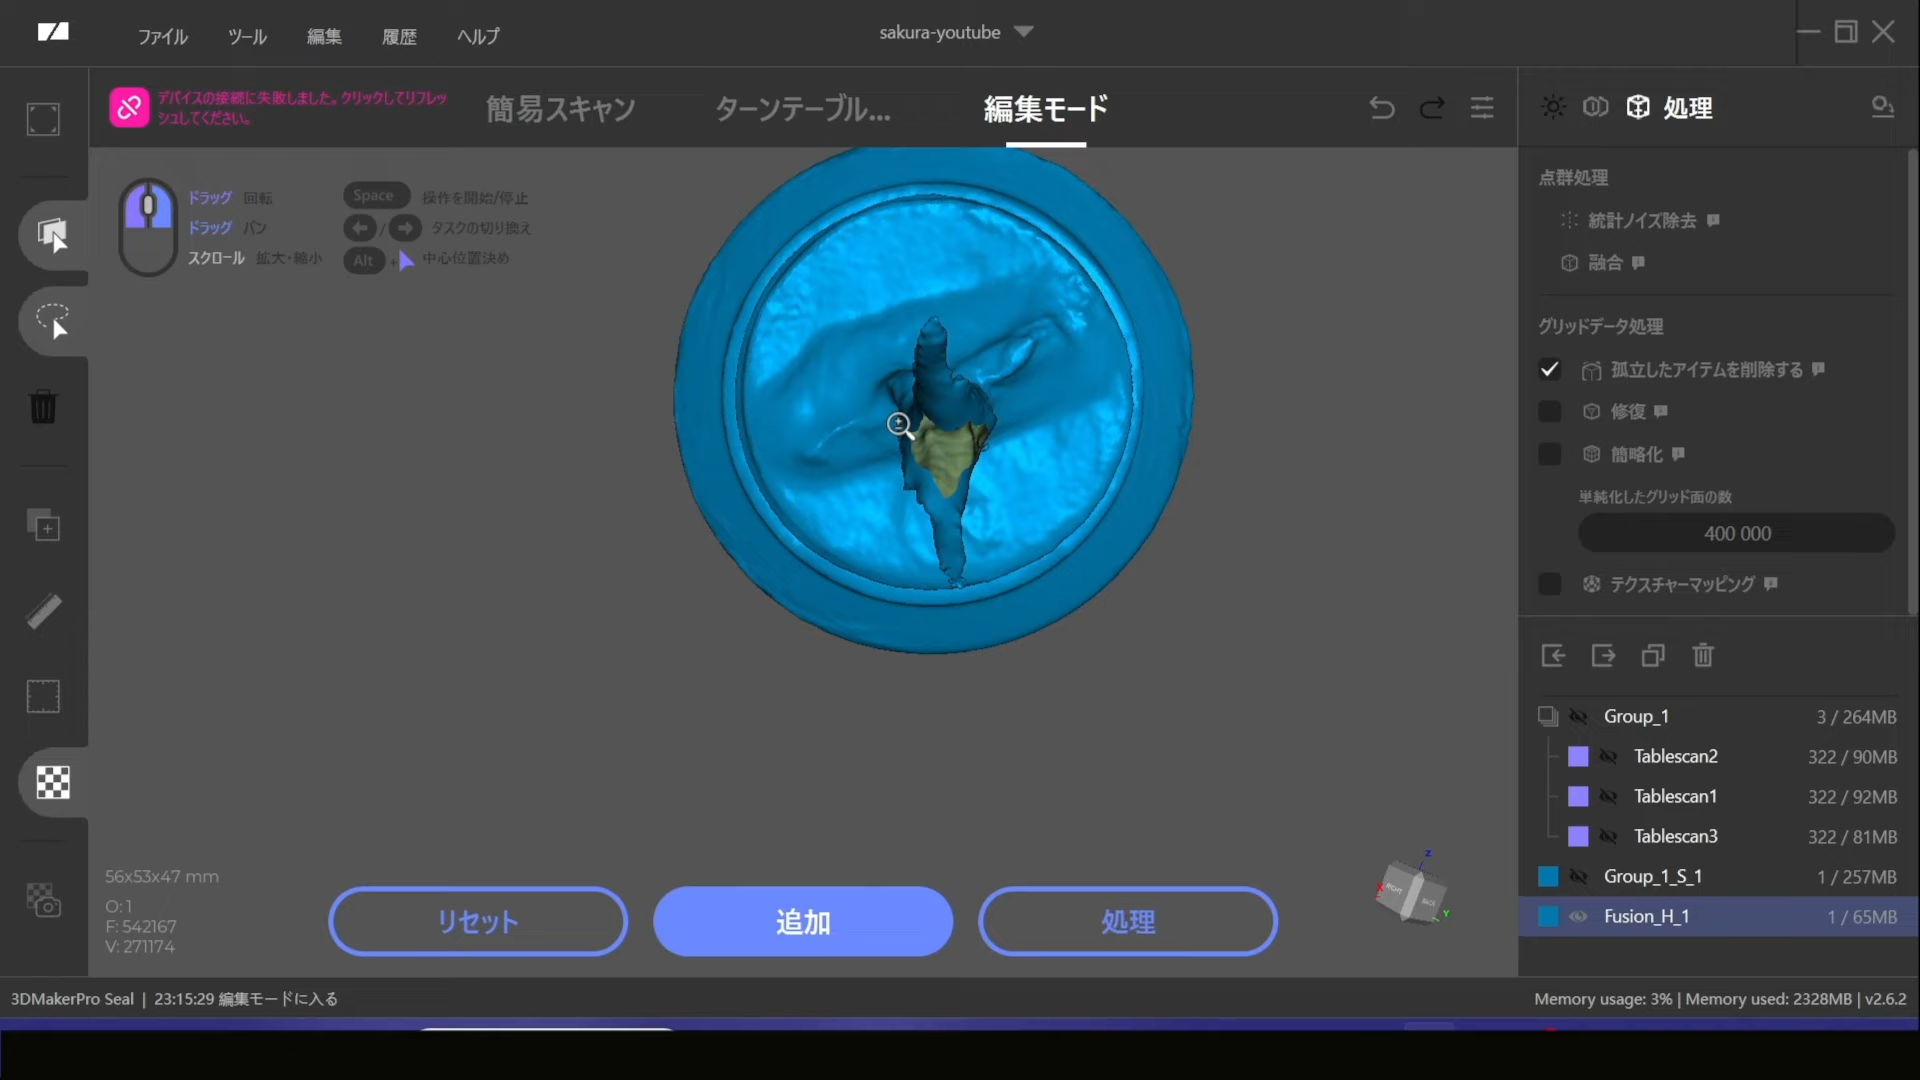 ファイル ツール 編集 履歴 ヘルプ
sakura-youtube
デバイスの接続に失敗しました。クリックしてリフレッ
シュしてください。
簡易スキャン ターンテーブル... 編集モード
処理
ドラッグ 回転
ドラッグ パン
スクロール 拡大・縮小
Space 操作を開始/停止
/ タスクの切り換え
Alt + 中心位置決め
点群処理
統計ノイズ除去
融合
グリッドデータ処理
孤立したアイテムを削除する
修復
簡略化
単純化したグリッド面の数
400 000
テクスチャーマッピング
Group_1 3 / 264MB
Tablescan2 322 / 90MB
Tablescan1 322 / 92MB
Tablescan3 322 / 81MB
Group_1_S_1 1 / 257MB
Fusion_H_1 1 / 65MB
56x53x47 mm
O: 1
F: 542167
V: 271174
リセット 追加 処理
Z
X RIGHT BACK Y
3DMakerPro Seal | 23:15:29 編集モードに入る
Memory usage: 3% | Memory used: 2328MB | v2.6.2